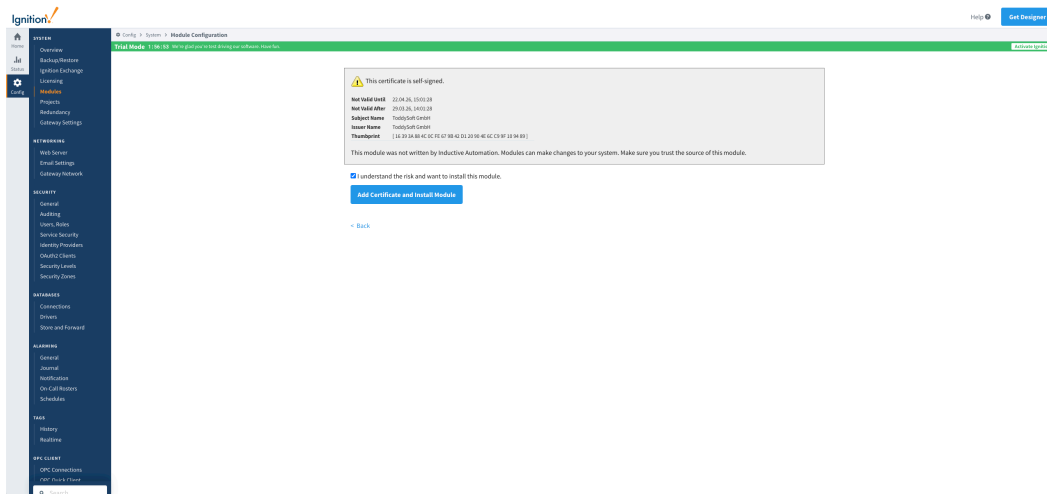 Ignition!
Help
Get Designer
Home
Status
Config
Config > System > Module Configuration
Trial Mode 1:56:53 We're glad you're test driving our software. Have fun.
Activate Ignition
SYSTEM
Overview
Backup/Restore
Ignition Exchange
Licensing
Modules
Projects
Redundancy
Gateway Settings
NETWORKING
Web Server
Email Settings
Gateway Network
SECURITY
General
Auditing
Users, Roles
Service Security
Identity Providers
OAuth2 Clients
Security Levels
Security Zones
DATABASES
Connections
Drivers
Store and Forward
ALARMING
General
Journal
Notification
On-Call Rosters
Schedules
TAGS
History
Realtime
OPC CLIENT
OPC Connections
OPC Quick Client
Search
This certificate is self-signed.
Not Valid Until 22.04.26, 15:01:28
Not Valid After 29.03.26, 14:01:28
Subject Name ToddySoft GmbH
Issuer Name ToddySoft GmbH
Thumbprint
This module was not written by Inductive Automation. Modules can make changes to your system. Make sure you trust the source of this module.
I understand the risk and want to install this module.
Add Certificate and Install Module
< Back